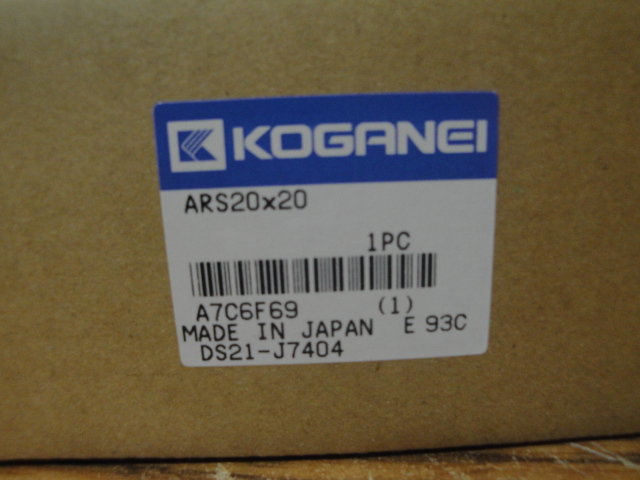 KOGANEI
ARS20x20
1PC
A7C6F69 (1)
MADE IN JAPAN E 93C
DS21-J7404